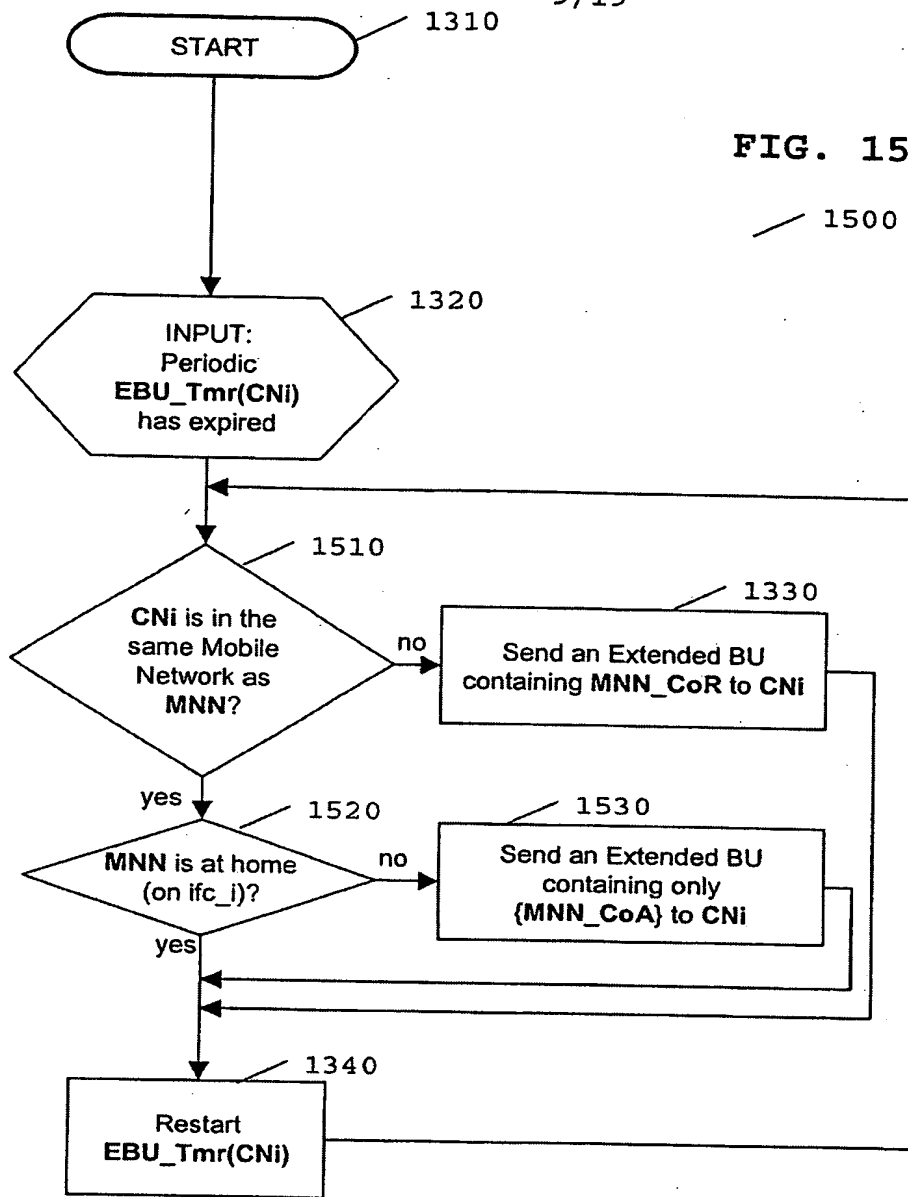 START
1310
FIG. 15
1500
INPUT:
Periodic
EBU_Tmr(CNi)
has expired
1320
1510
CNi is in the
same Mobile
Network as
MNN?
no
1330
Send an Extended BU
containing MNN_CoR to CNi
yes
1520
MNN is at home
(on ifc_i)?
no
1530
Send an Extended BU
containing only
{MNN_CoA} to CNi
yes
1340
Restart
EBU_Tmr(CNi)